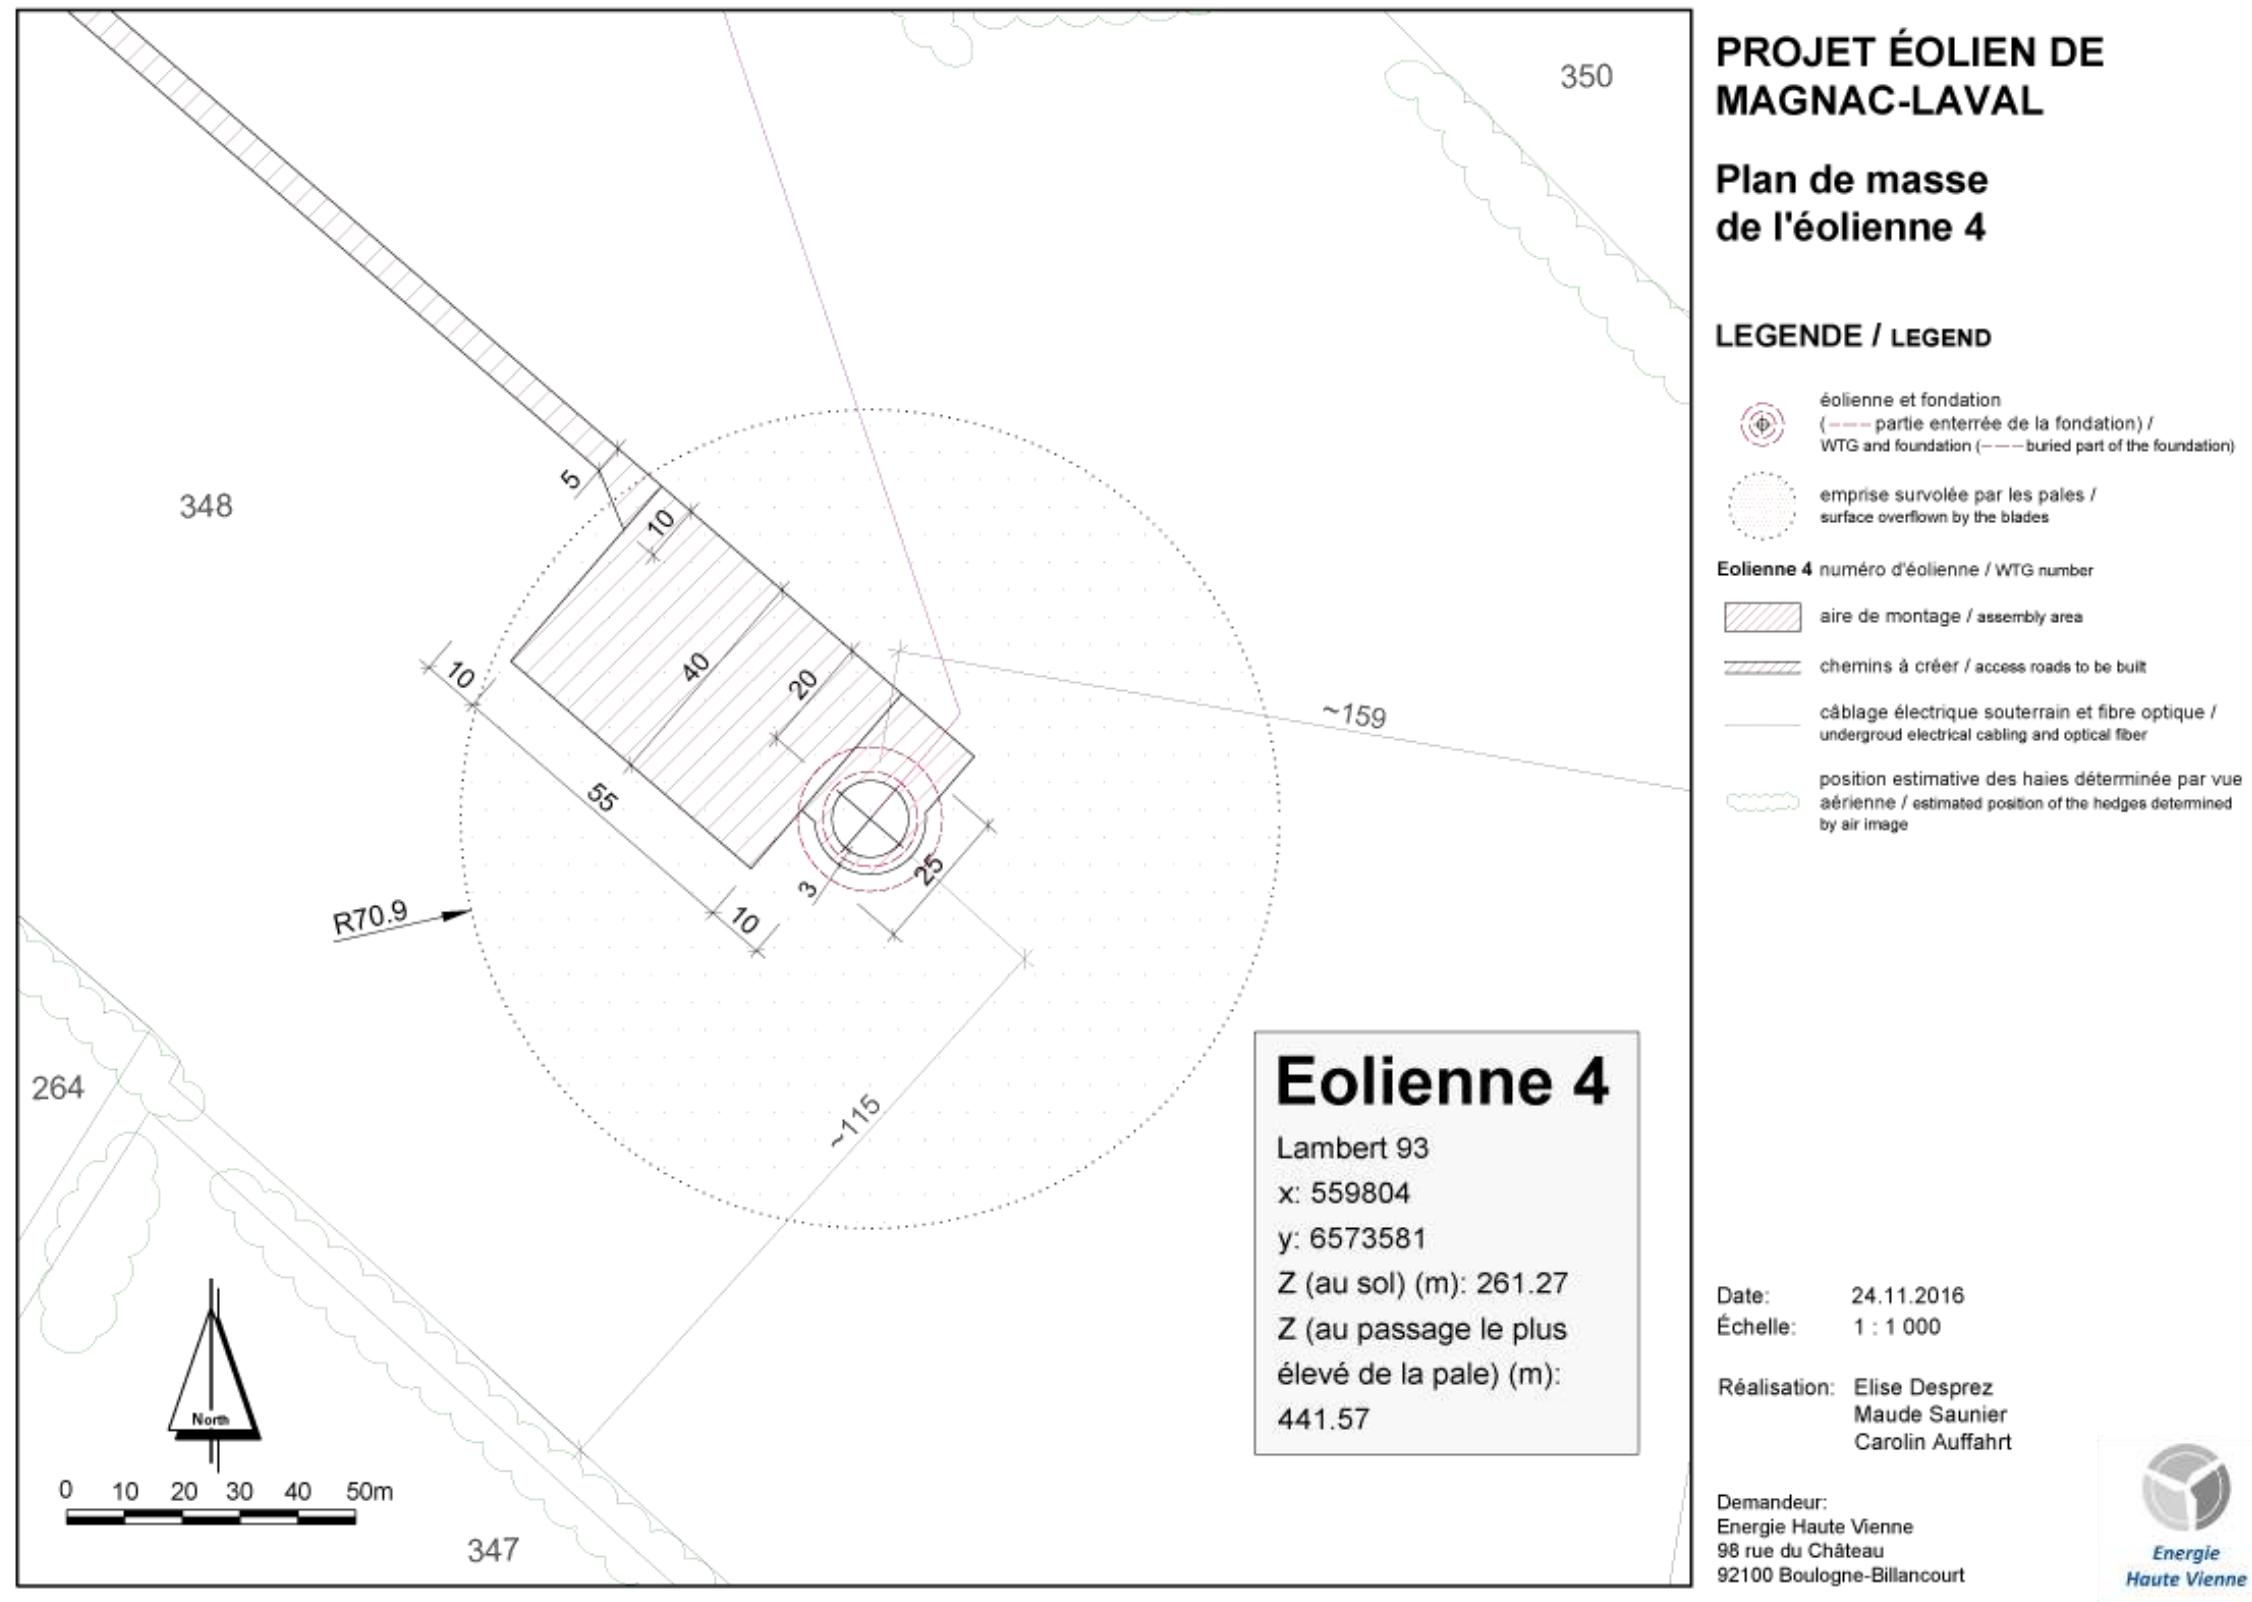 350
348
5
10
40
20
10
55
10
3
25
~159
R70.9
~115
264
347
North
0 10 20 30 40 50m
Eolienne 4
Lambert 93
x: 559804
y: 6573581
Z (au sol) (m): 261.27
Z (au passage le plus
élevé de la pale) (m):
441.57
PROJET ÉOLIEN DE
MAGNAC-LAVAL
Plan de masse
de l'éolienne 4
LEGENDE / LEGEND
éolienne et fondation
(---- partie enterrée de la fondation) /
WTG and foundation (---- buried part of the foundation)
emprise survolée par les pales /
surface overflown by the blades
Eolienne 4 numéro d'éolienne / WTG number
aire de montage / assembly area
chemins à créer / access roads to be built
câblage électrique souterrain et fibre optique /
undergroud electrical cabling and optical fiber
position estimative des haies déterminée par vue
aérienne / estimated position of the hedges determined
by air image
Date: 24.11.2016
Échelle: 1 : 1 000
Réalisation: Elise Desprez
Maude Saunier
Carolin Auffahrt
Demandeur:
Energie Haute Vienne
98 rue du Château
92100 Boulogne-Billancourt
Energie
Haute Vienne